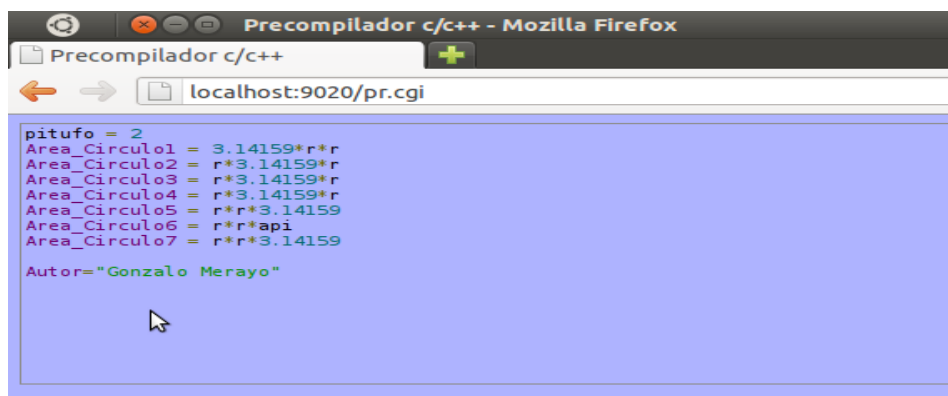 Precompilador c/c++ - Mozilla Firefox
Precompilador c/c++
localhost:9020/pr.cgi
pitufo = 2
Area_Circulo1 = 3.14159*r*r
Area_Circulo2 = r*3.14159*r
Area_Circulo3 = r*3.14159*r
Area_Circulo4 = r*3.14159*r
Area_Circulo5 = r*r*3.14159
Area_Circulo6 = r*r*api
Area_Circulo7 = r*r*3.14159
Autor="Gonzalo Merayo"